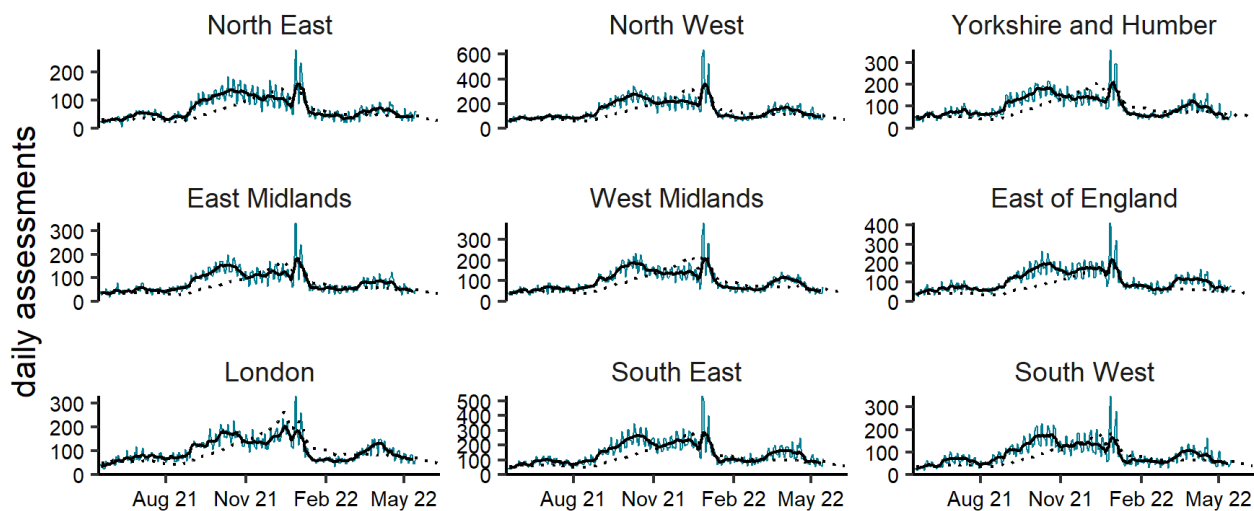 North East
North West
Yorkshire and Humber
200
100
0
600
400
200
0
300
200
100
0
daily assessments
East Midlands
West Midlands
East of England
300
200
100
0
300
200
100
0
400
300
200
100
0
London
South East
South West
300
200
100
0
500
400
300
200
100
0
300
200
100
0
Aug 21
Nov 21
Feb 22
May 22
Aug 21
Nov 21
Feb 22
May 22
Aug 21
Nov 21
Feb 22
May 22